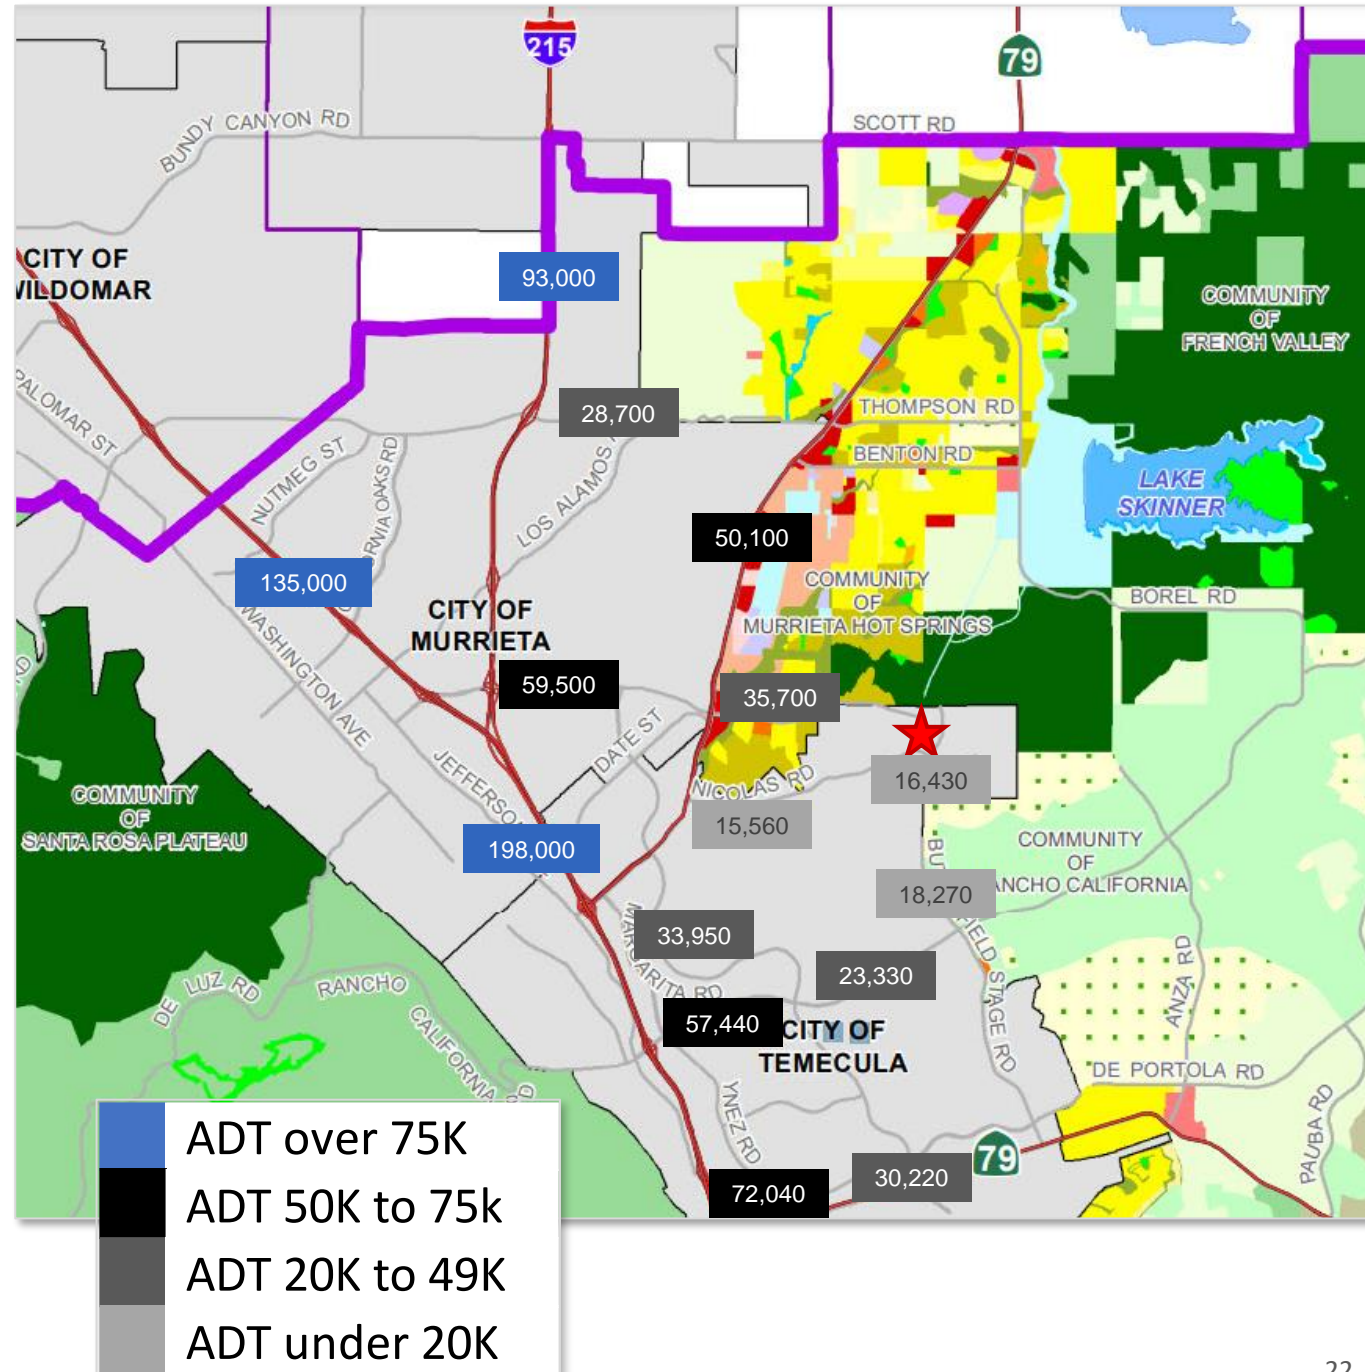 215
79
BUNDY CANYON RD
SCOTT RD
CITY OF
WILDOMAR
93,000
COMMUNITY
OF
FRENCH VALLEY
PALOMAR ST
28,700
THOMPSON RD
NUTMEG ST
BENTON RD
LOS ALAMOS
LAKE
SKINNER
50,100
135,000
COMMUNITY
OF
MURRIETA HOT SPRINGS
BOREL RD
CITY OF
MURRIETA
WASHINGTON AVE
59,500
35,700
DATE ST
JEFFERSON
NICOLAS RD
16,430
COMMUNITY
OF
SANTA ROSA PLATEAU
15,560
198,000
COMMUNITY
OF
ANCHO CALIFORNIA
18,270
33,950
MARGARITA RD
23,330
DE LUZ RD
RANCHO
CALIFORNIA
57,440
CITY OF
TEMECULA
FIELD STAGE RD
ANZA RD
DE PORTOLA RD
YNEZ RD
PAUBA RD
79
30,220
72,040
ADT over 75K
ADT 50K to 75k
ADT 20K to 49K
ADT under 20K
22